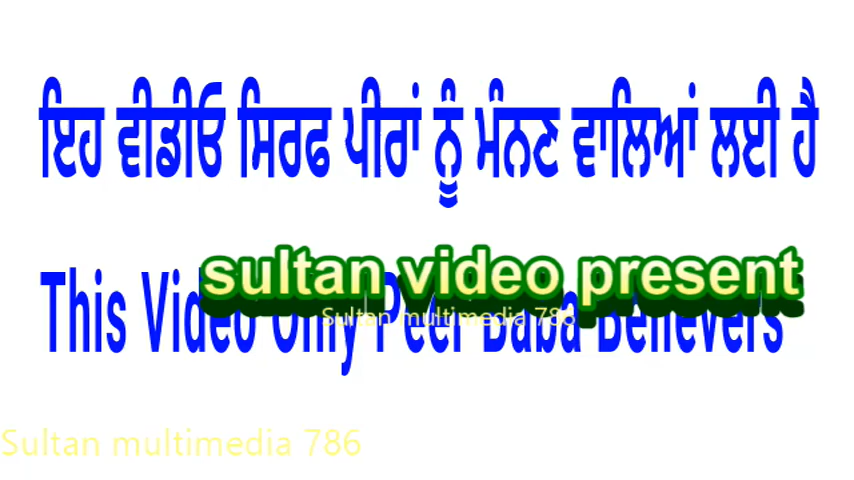 ਇਹ ਵੀਡੀਓ ਸਿਰਫ ਪੀਰਾਂ ਨੂੰ ਮੰਨਣ ਵਾਲਿਆਂ ਲਈ ਹੈ
sultan video present
This Video Only Peer Baba Believers
Sultan multimedia 786
Sultan multimedia 786